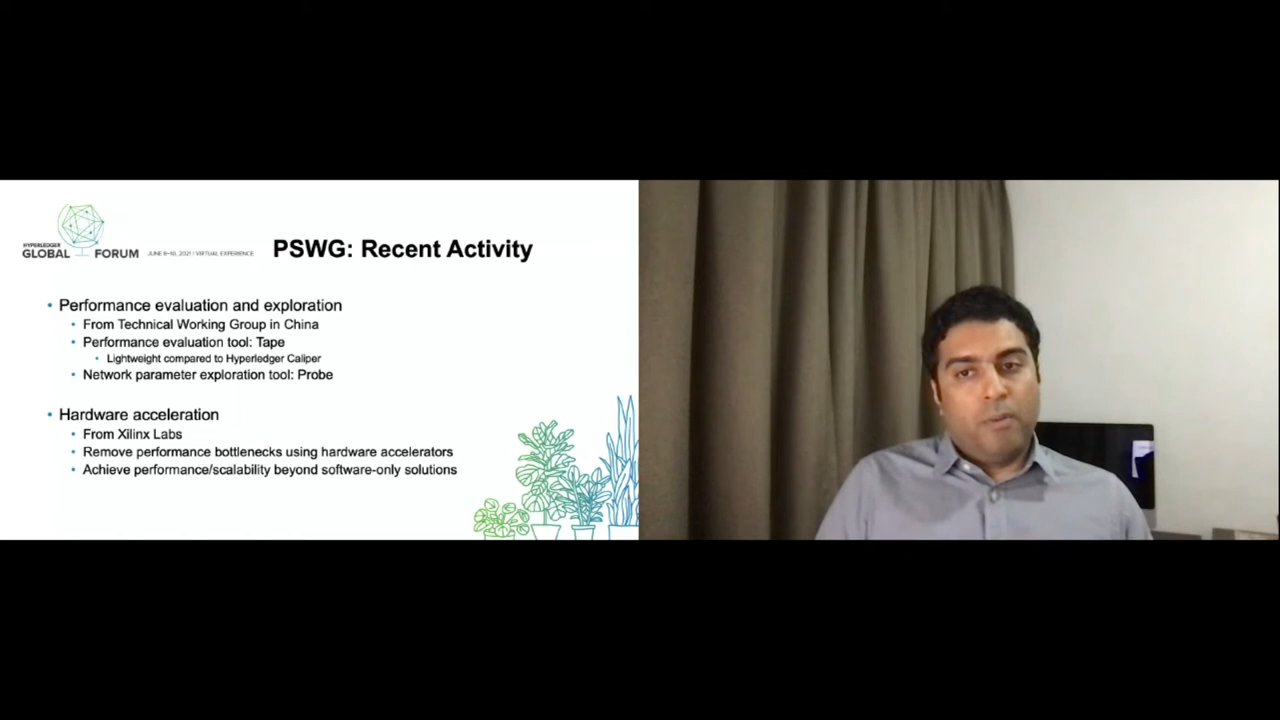 HYPERLEDGER
GLOBAL FORUM
JUNE 8–10, 2021 | VIRTUAL EXPERIENCE
PSWG: Recent Activity
• Performance evaluation and exploration
• From Technical Working Group in China
• Performance evaluation tool: Tape
• Lightweight compared to Hyperledger Caliper
• Network parameter exploration tool: Probe
• Hardware acceleration
• From Xilinx Labs
• Remove performance bottlenecks using hardware accelerators
• Achieve performance/scalability beyond software-only solutions